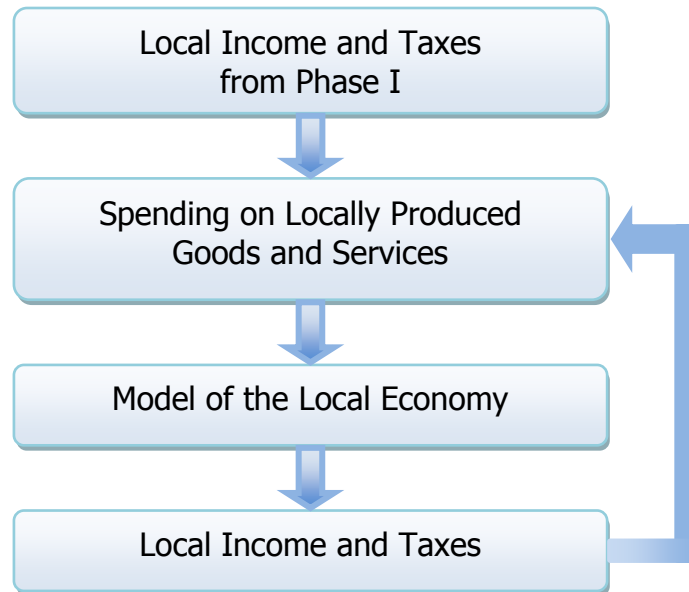 Local Income and Taxes
from Phase I
Spending on Locally Produced
Goods and Services
Model of the Local Economy
Local Income and Taxes